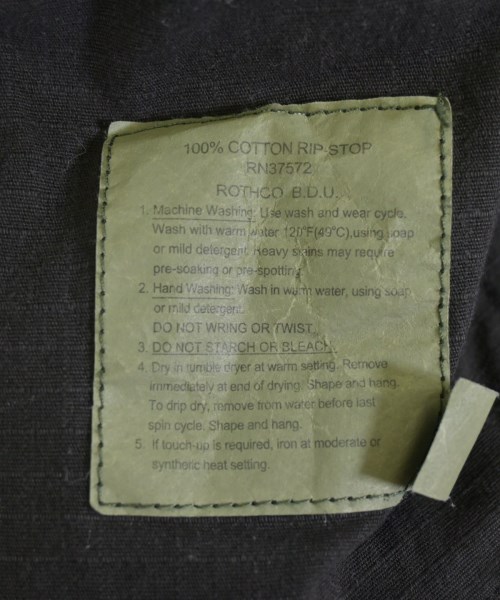 100% COTTON RIP-STOP
RN37572
ROTHCO B.D.U.
1. Machine Washing: Use wash and wear cycle.
Wash with warm water 120°F(49°C),using soap
or mild detergent. Heavy stains may require
pre-soaking or pre-spotting.
2. Hand Washing: Wash in warm water, using soap
or mild detergent.
DO NOT WRING OR TWIST.
3. DO NOT STARCH OR BLEACH.
4. Dry in tumble dryer at warm setting. Remove
immediately at end of drying. Shape and hang.
To drip dry, remove from water before last
spin cycle. Shape and hang.
5. If touch-up is required, iron at moderate or
synthetic heat setting.